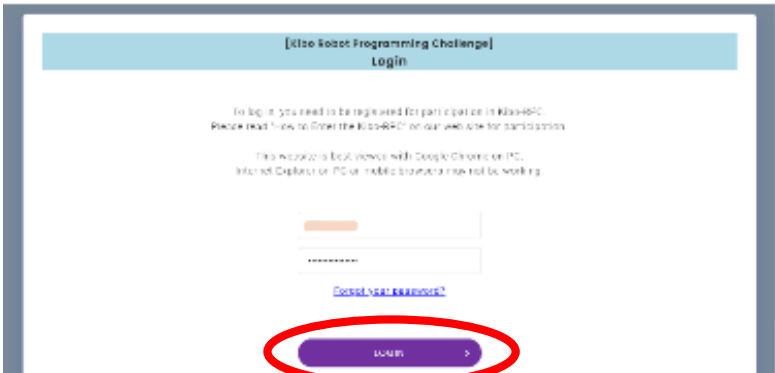 [Kibo Robot Programming Challenge]
Login
To log in, you need to be registered for participation in Kibo-RPC.
Please read "How to Enter the Kibo-RPC" on our web site for participation.
This website is best viewed with Google Chrome on PC.
Internet Explorer on PC or mobile browsers may not be working.
Forgot your password?
LOGIN